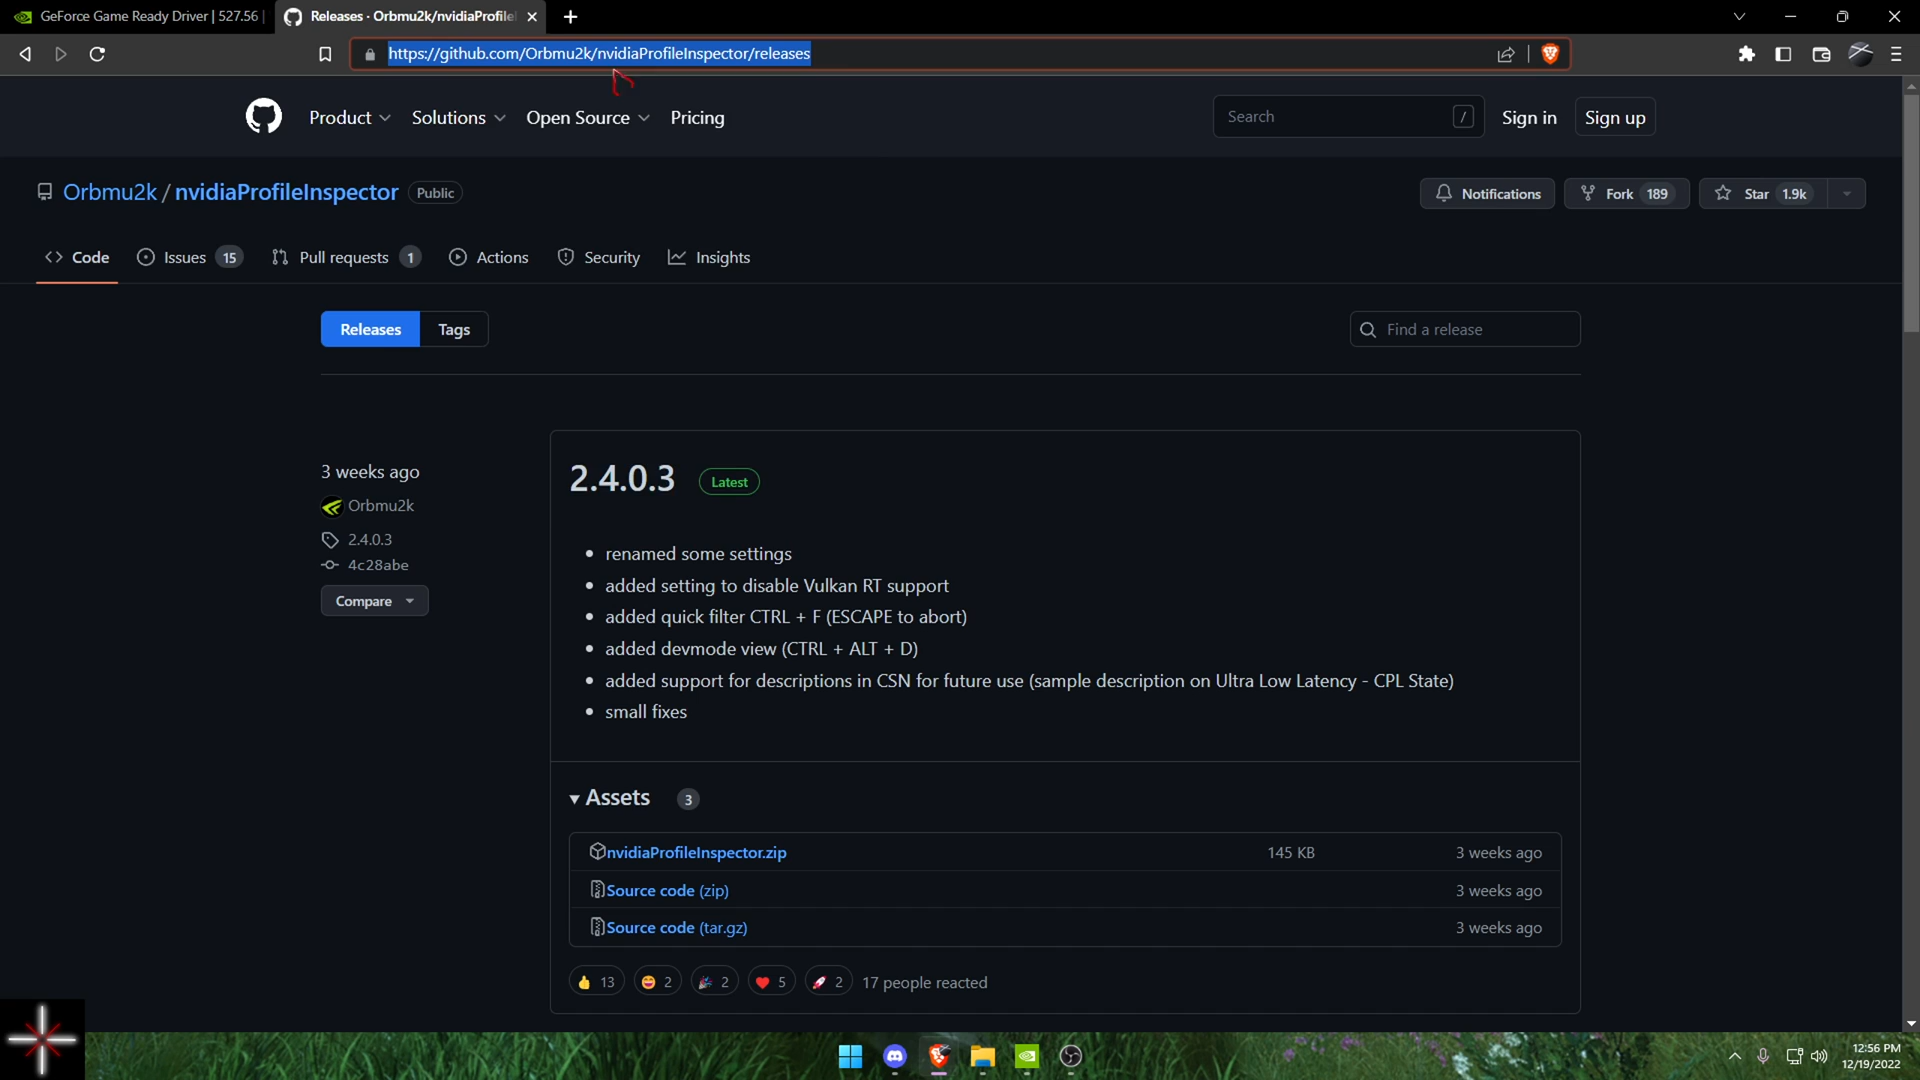 GeForce Game Ready Driver | 527.56 |
Releases · Orbmu2k/nvidiaProfileI
https://github.com/Orbmu2k/nvidiaProfileInspector/releases
Product
Solutions
Open Source
Pricing
Search
/
Sign in
Sign up
Orbmu2k / nvidiaProfileInspector
Public
Notifications
Fork 189
Star 1.9k
Code
Issues 15
Pull requests 1
Actions
Security
Insights
Releases
Tags
Find a release
3 weeks ago
Orbmu2k
2.4.0.3
4c28abe
Compare
2.4.0.3
Latest
• renamed some settings
• added setting to disable Vulkan RT support
• added quick filter CTRL + F (ESCAPE to abort)
• added devmode view (CTRL + ALT + D)
• added support for descriptions in CSN for future use (sample description on Ultra Low Latency - CPL State)
• small fixes
Assets 3
nvidiaProfileInspector.zip 145 KB 3 weeks ago
Source code (zip) 3 weeks ago
Source code (tar.gz) 3 weeks ago
13 2 2 5 2 17 people reacted
12:56 PM
12/19/2022